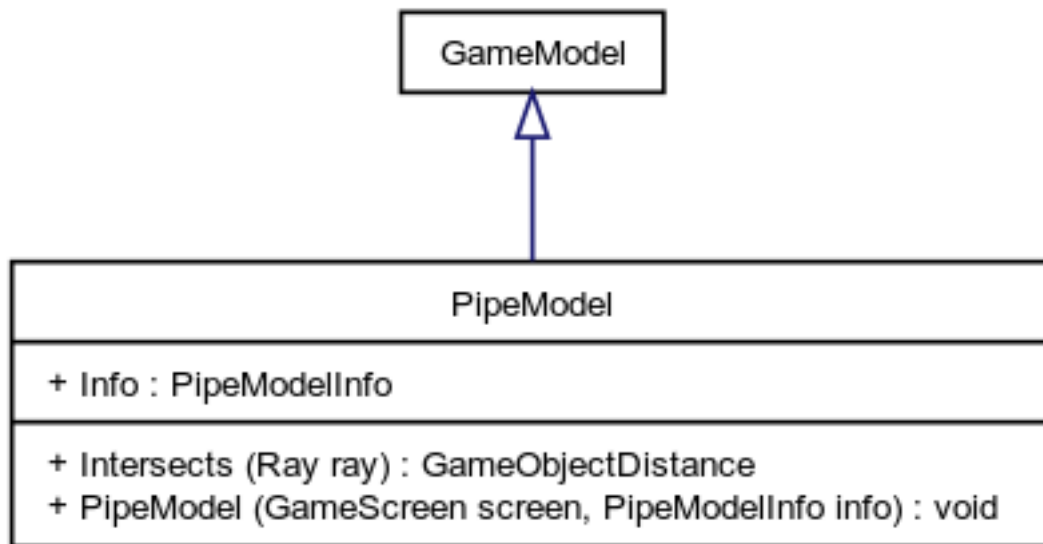 GameModel
PipeModel
+ Info : PipeModelInfo
+ Intersects (Ray ray) : GameObjectDistance
+ PipeModel (GameScreen screen, PipeModelInfo info) : void